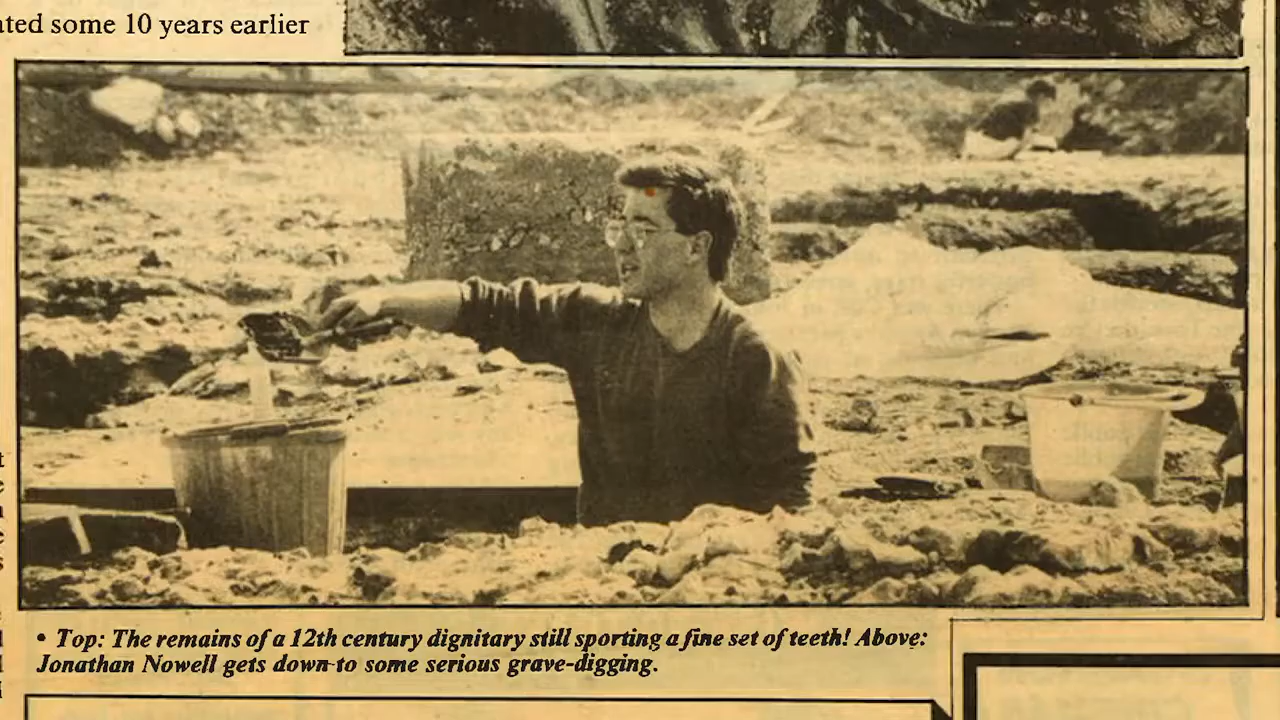 ated some 10 years earlier
• Top: The remains of a 12th century dignitary still sporting a fine set of teeth! Above:
Jonathan Nowell gets down to some serious grave-digging.